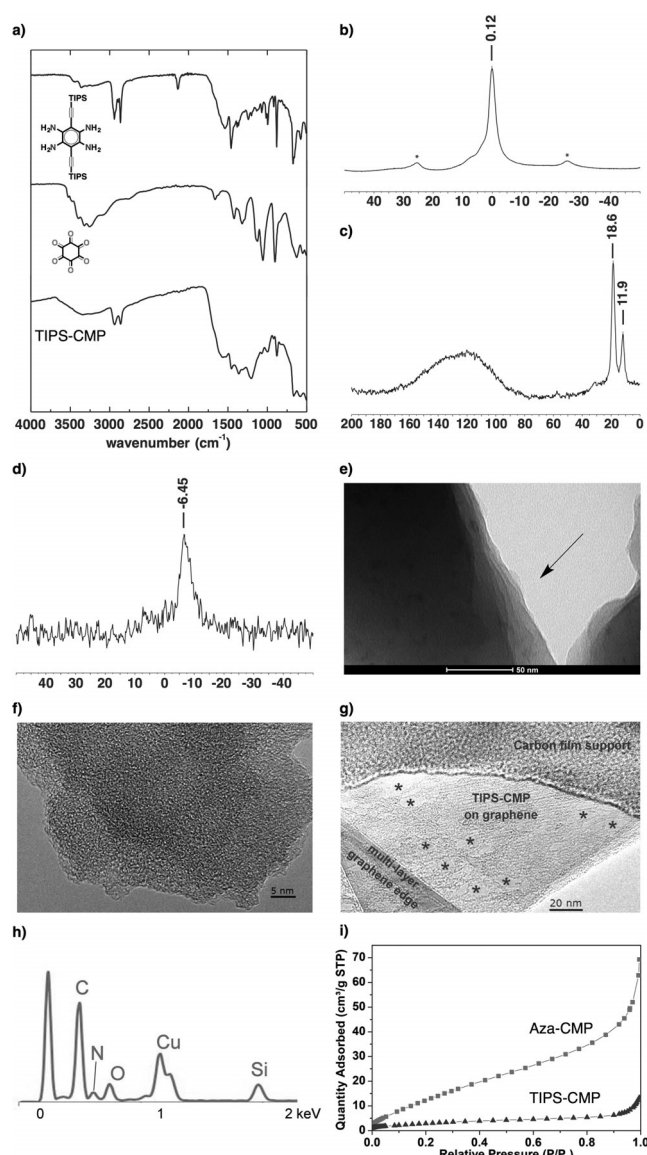 a)
TIPS
H₂N
NH₂
H₂N
NH₂
TIPS
O
O
O
O
O
O
TIPS-CMP
4000 3500 3000 2500 2000 1500 1000 500
wavenumber (cm⁻¹)
b)
0.12
*
*
40 30 20 10 0 -10 -20 -30 -40
c)
18.6
11.9
200 180 160 140 120 100 80 60 40 20 0
d)
-6.45
40 30 20 10 0 -10 -20 -30 -40
e)
50 nm
f)
5 nm
g)
Carbon film support
TIPS-CMP
on graphene
multi-layer
graphene edge
* * * * * * * * *
20 nm
h)
C
N
O
Cu
Si
0 1 2 keV
i)
Quantity Adsorbed (cm³/g STP)
70
60
50
40
30
20
10
0
Aza-CMP
TIPS-CMP
0.0 0.2 0.4 0.6 0.8 1.0
Relative Pressure (P/P